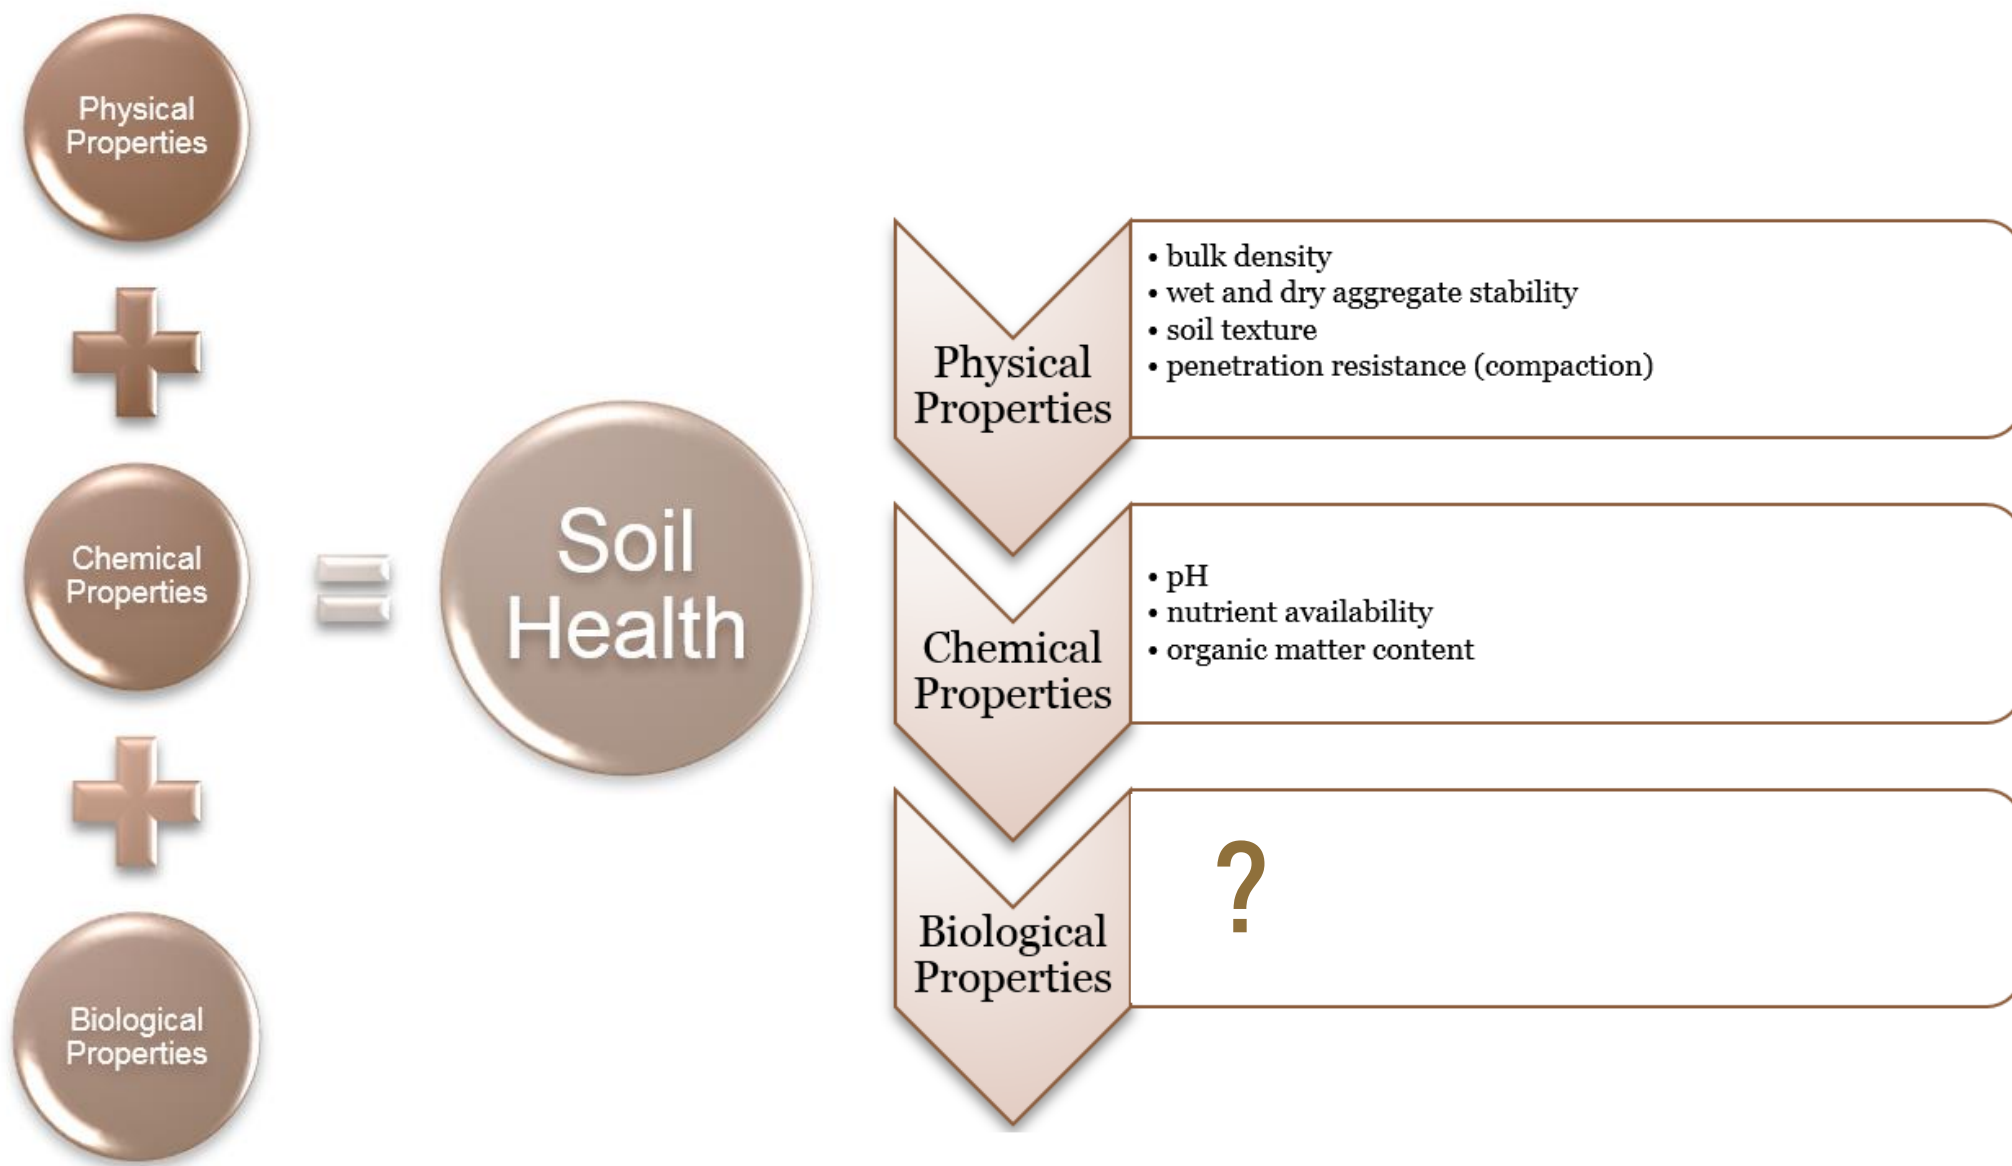 Physical
Properties
Chemical
Properties
Biological
Properties
Soil
Health
Physical
Properties
• bulk density
• wet and dry aggregate stability
• soil texture
• penetration resistance (compaction)
Chemical
Properties
• pH
• nutrient availability
• organic matter content
Biological
Properties
?